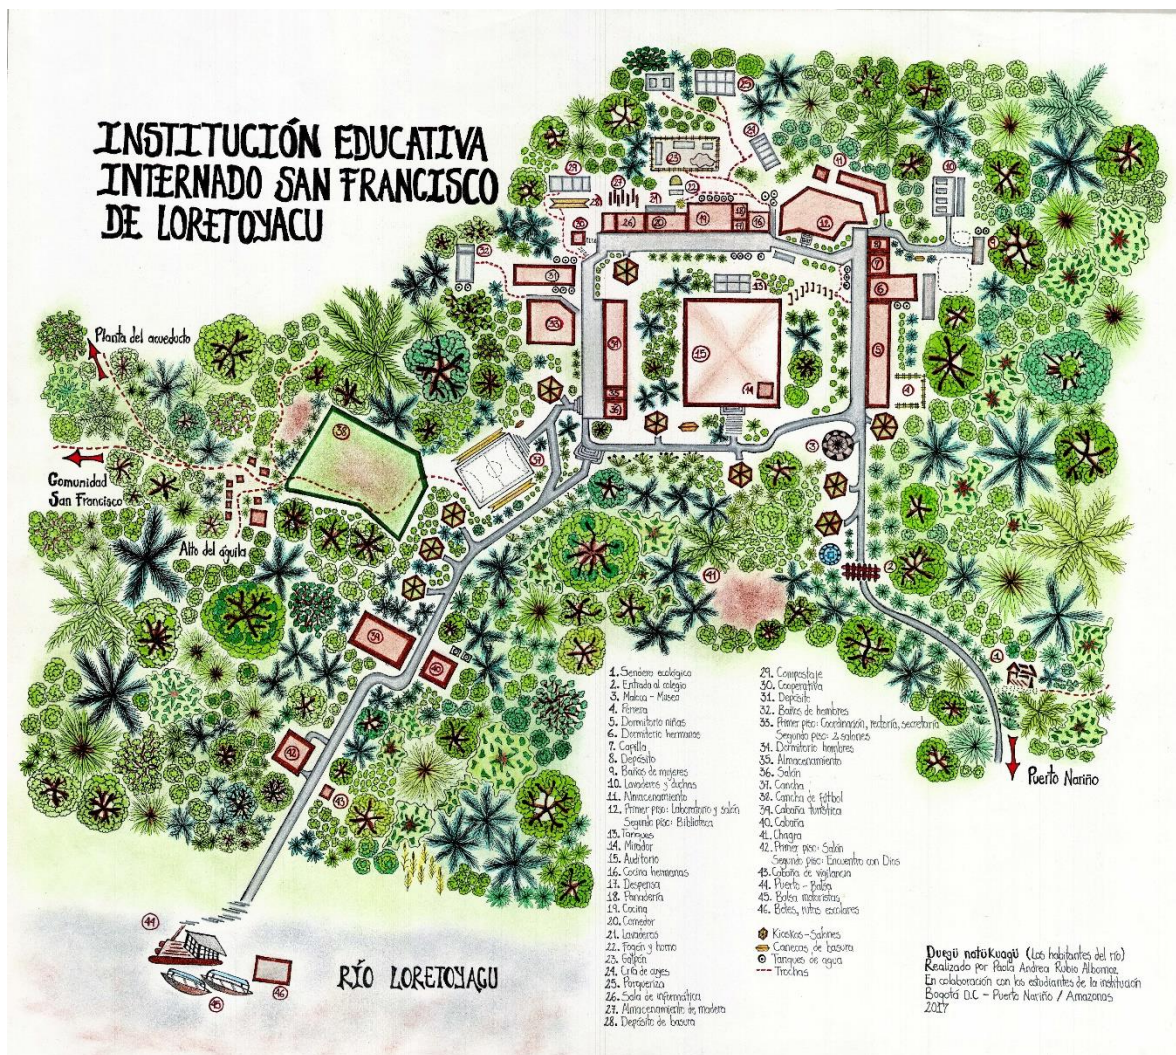 INSTITUCIÓN EDUCATIVA
INTERNADO SAN FRANCISCO
DE LORETOYACU
Planta del acueducto
Comunidad
San Francisco
Alto del águila
Puerto Nariño
RÍO LORETOYACU
1. Sendero ecológico
2. Entrada al colegio
3. Maloca - Museo
4. Perrera
5. Dormitorio niñas
6. Dormitorio hermanas
7. Capilla
8. Depósito
9. Baños de mujeres
10. Lavaderos y duchas
11. Almacenamiento
12. Primer piso: Laboratorio y salón
Segundo piso: Biblioteca
13. Tanques
14. Mirador
15. Auditorio
16. Cocina hermanas
17. Despensa
18. Panadería
19. Cocina
20. Comedor
21. Lavaderos
22. Fogón y horno
23. Galpón
24. Cría de
25. Porqueriza
26. Sala de informática
27. Almacenamiento de madera
28. Depósito de basura
29. Compostaje
30. Cooperativa
31. Depósito
32. Baños de hombres
33. Primer piso: Coordinación, rectoría, secretaría
Segundo piso: 2 salones
34. Dormitorio hombres
35. Almacenamiento
36. Salón
37. Cancha
38. Cancha de fútbol
39. Cabaña turística
40. Cabaña
41. Chagra
42. Primer piso: Salón
Segundo piso: Encuentro con Dios
43. Cabaña de vigilancia
44. Puerto - Balsa
45. Balsa motoristas
46. Botes, rutas escolares
Kioskos - Salones
Canecas de basura
Tanques de agua
Trochas
Duegü natükuagü (Los habitantes del río)
Realizado por Paola Andrea Rubio Albornoz
En colaboración con los estudiantes de la institución
Bogotá D.C - Puerto Nariño / Amazonas
2017